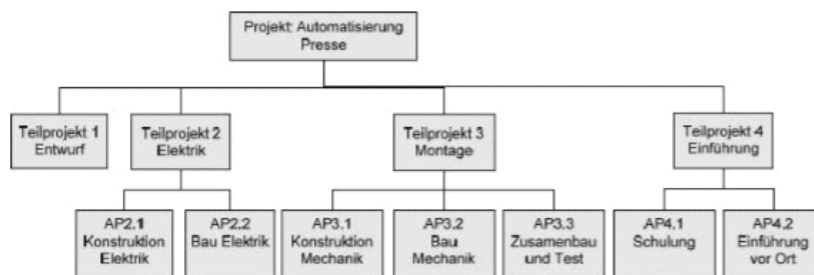 Projekt: Automatisierung
Presse
Teilprojekt 1
Entwurf
Teilprojekt 2
Elektrik
Teilprojekt 3
Montage
Teilprojekt 4
Einführung
AP2.1
Konstruktion
Elektrik
AP2.2
Bau Elektrik
AP3.1
Konstruktion
Mechanik
AP3.2
Bau
Mechanik
AP3.3
Zusamenbau
und Test
AP4.1
Schulung
AP4.2
Einführung
vor Ort